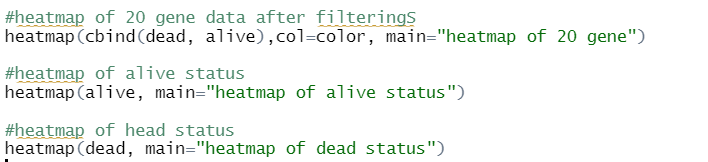 #heatmap of 20 gene data after filteringS
heatmap(cbind(dead, alive),col=color, main="heatmap of 20 gene")
#heatmap of alive status
heatmap(alive, main="heatmap of alive status")
#heatmap of head status
heatmap(dead, main="heatmap of dead status")